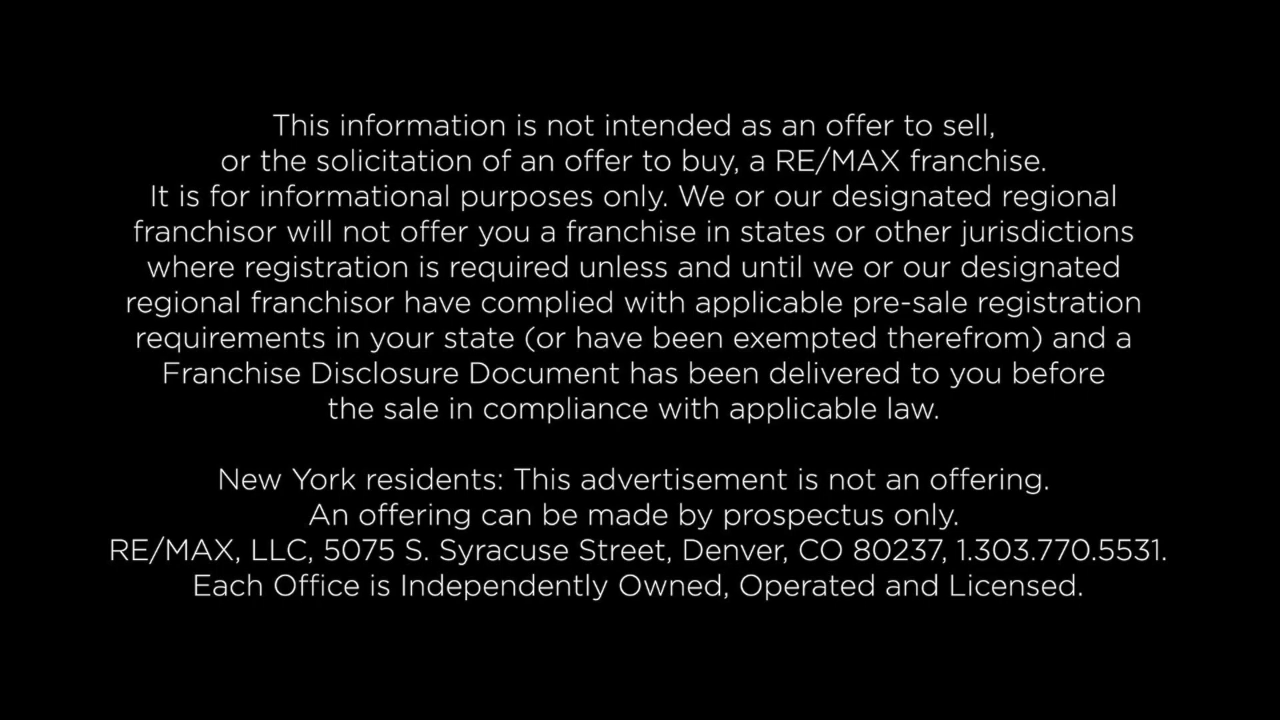 This information is not intended as an offer to sell,
or the solicitation of an offer to buy, a RE/MAX franchise.
It is for informational purposes only. We or our designated regional
franchisor will not offer you a franchise in states or other jurisdictions
where registration is required unless and until we or our designated
regional franchisor have complied with applicable pre-sale registration
requirements in your state (or have been exempted therefrom) and a
Franchise Disclosure Document has been delivered to you before
the sale in compliance with applicable law.
New York residents: This advertisement is not an offering.
An offering can be made by prospectus only.
RE/MAX, LLC, 5075 S. Syracuse Street, Denver, CO 80237, 1.303.770.5531.
Each Office is Independently Owned, Operated and Licensed.